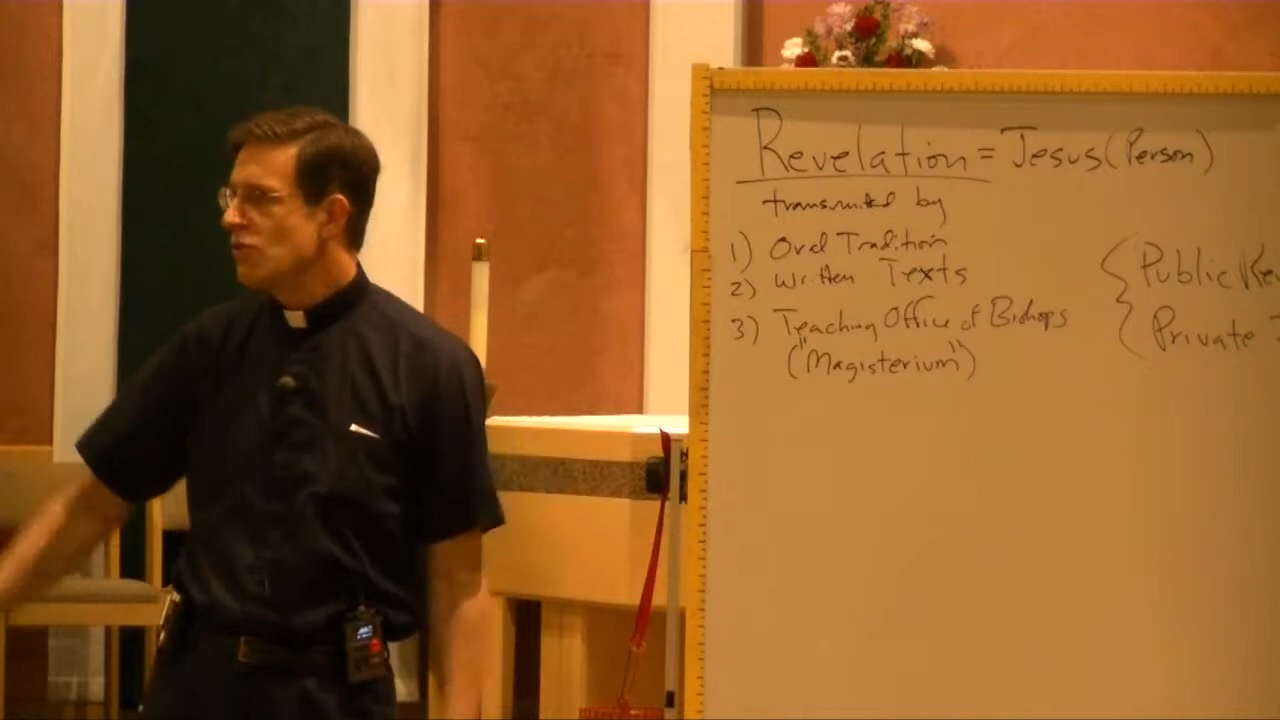 Revelation = Jesus (Person)
transmitted by
1) Oral Tradition
2) Written Texts
3) Teaching Office of Bishops
("Magisterium")
{ Public Rev
Private